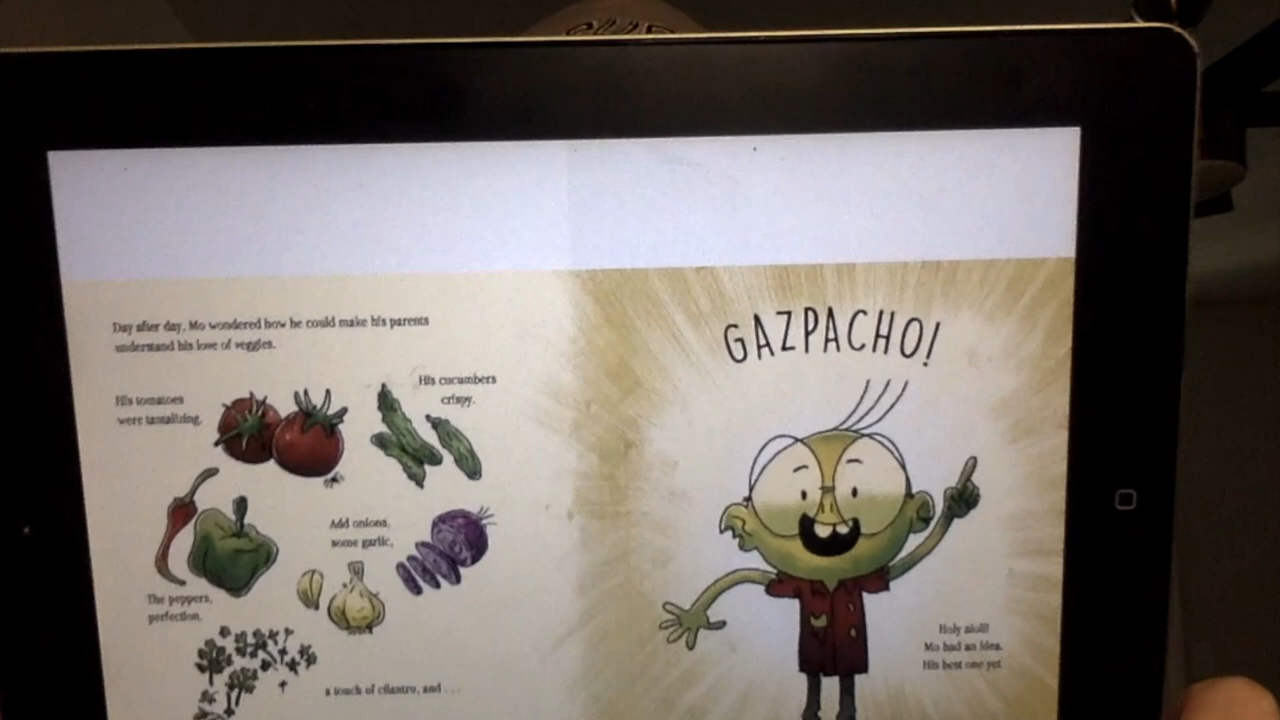 Day after day, Mo wondered how he could make his parents
understand his love of veggies.
His tomatoes
were tantalizing.
His cucumbers
crispy.
Add onions,
some garlic,
The peppers,
perfection.
a touch of cilantro, and . . .
GAZPACHO!
Holy aioli!
Mo had an idea.
His best one yet.